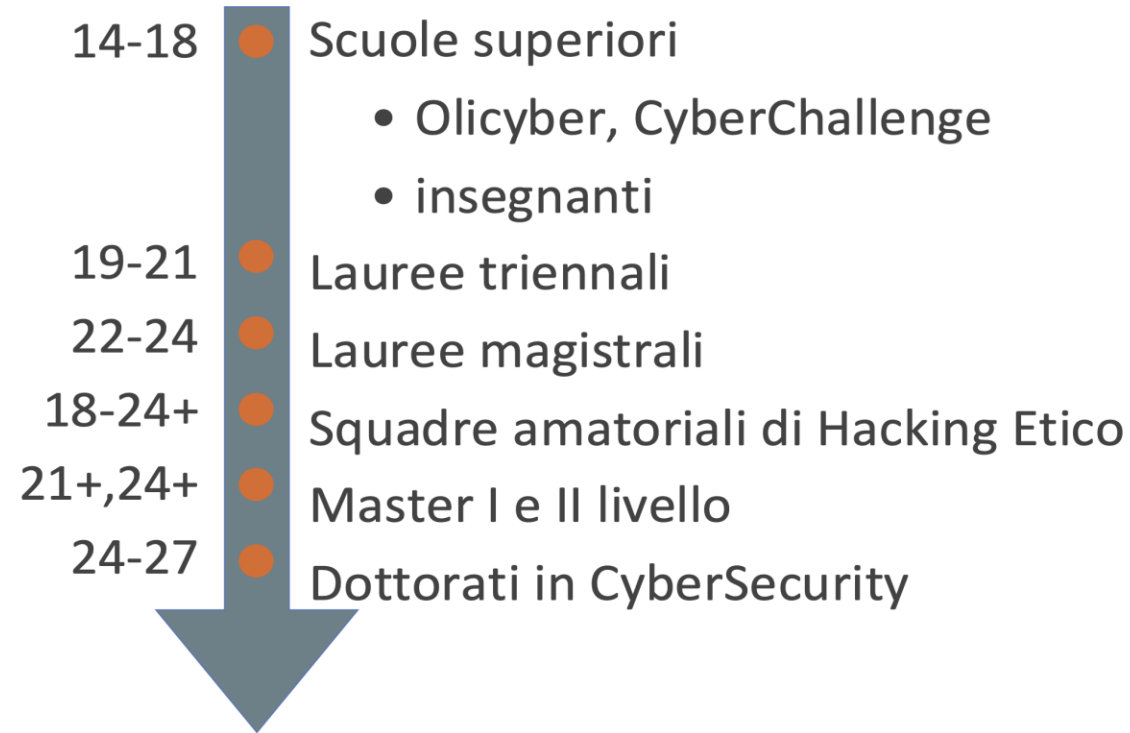 14-18 Scuole superiori
• Olicyber, CyberChallenge
• insegnanti
19-21 Lauree triennali
22-24 Lauree magistrali
18-24+ Squadre amatoriali di Hacking Etico
21+,24+ Master I e II livello
24-27 Dottorati in CyberSecurity